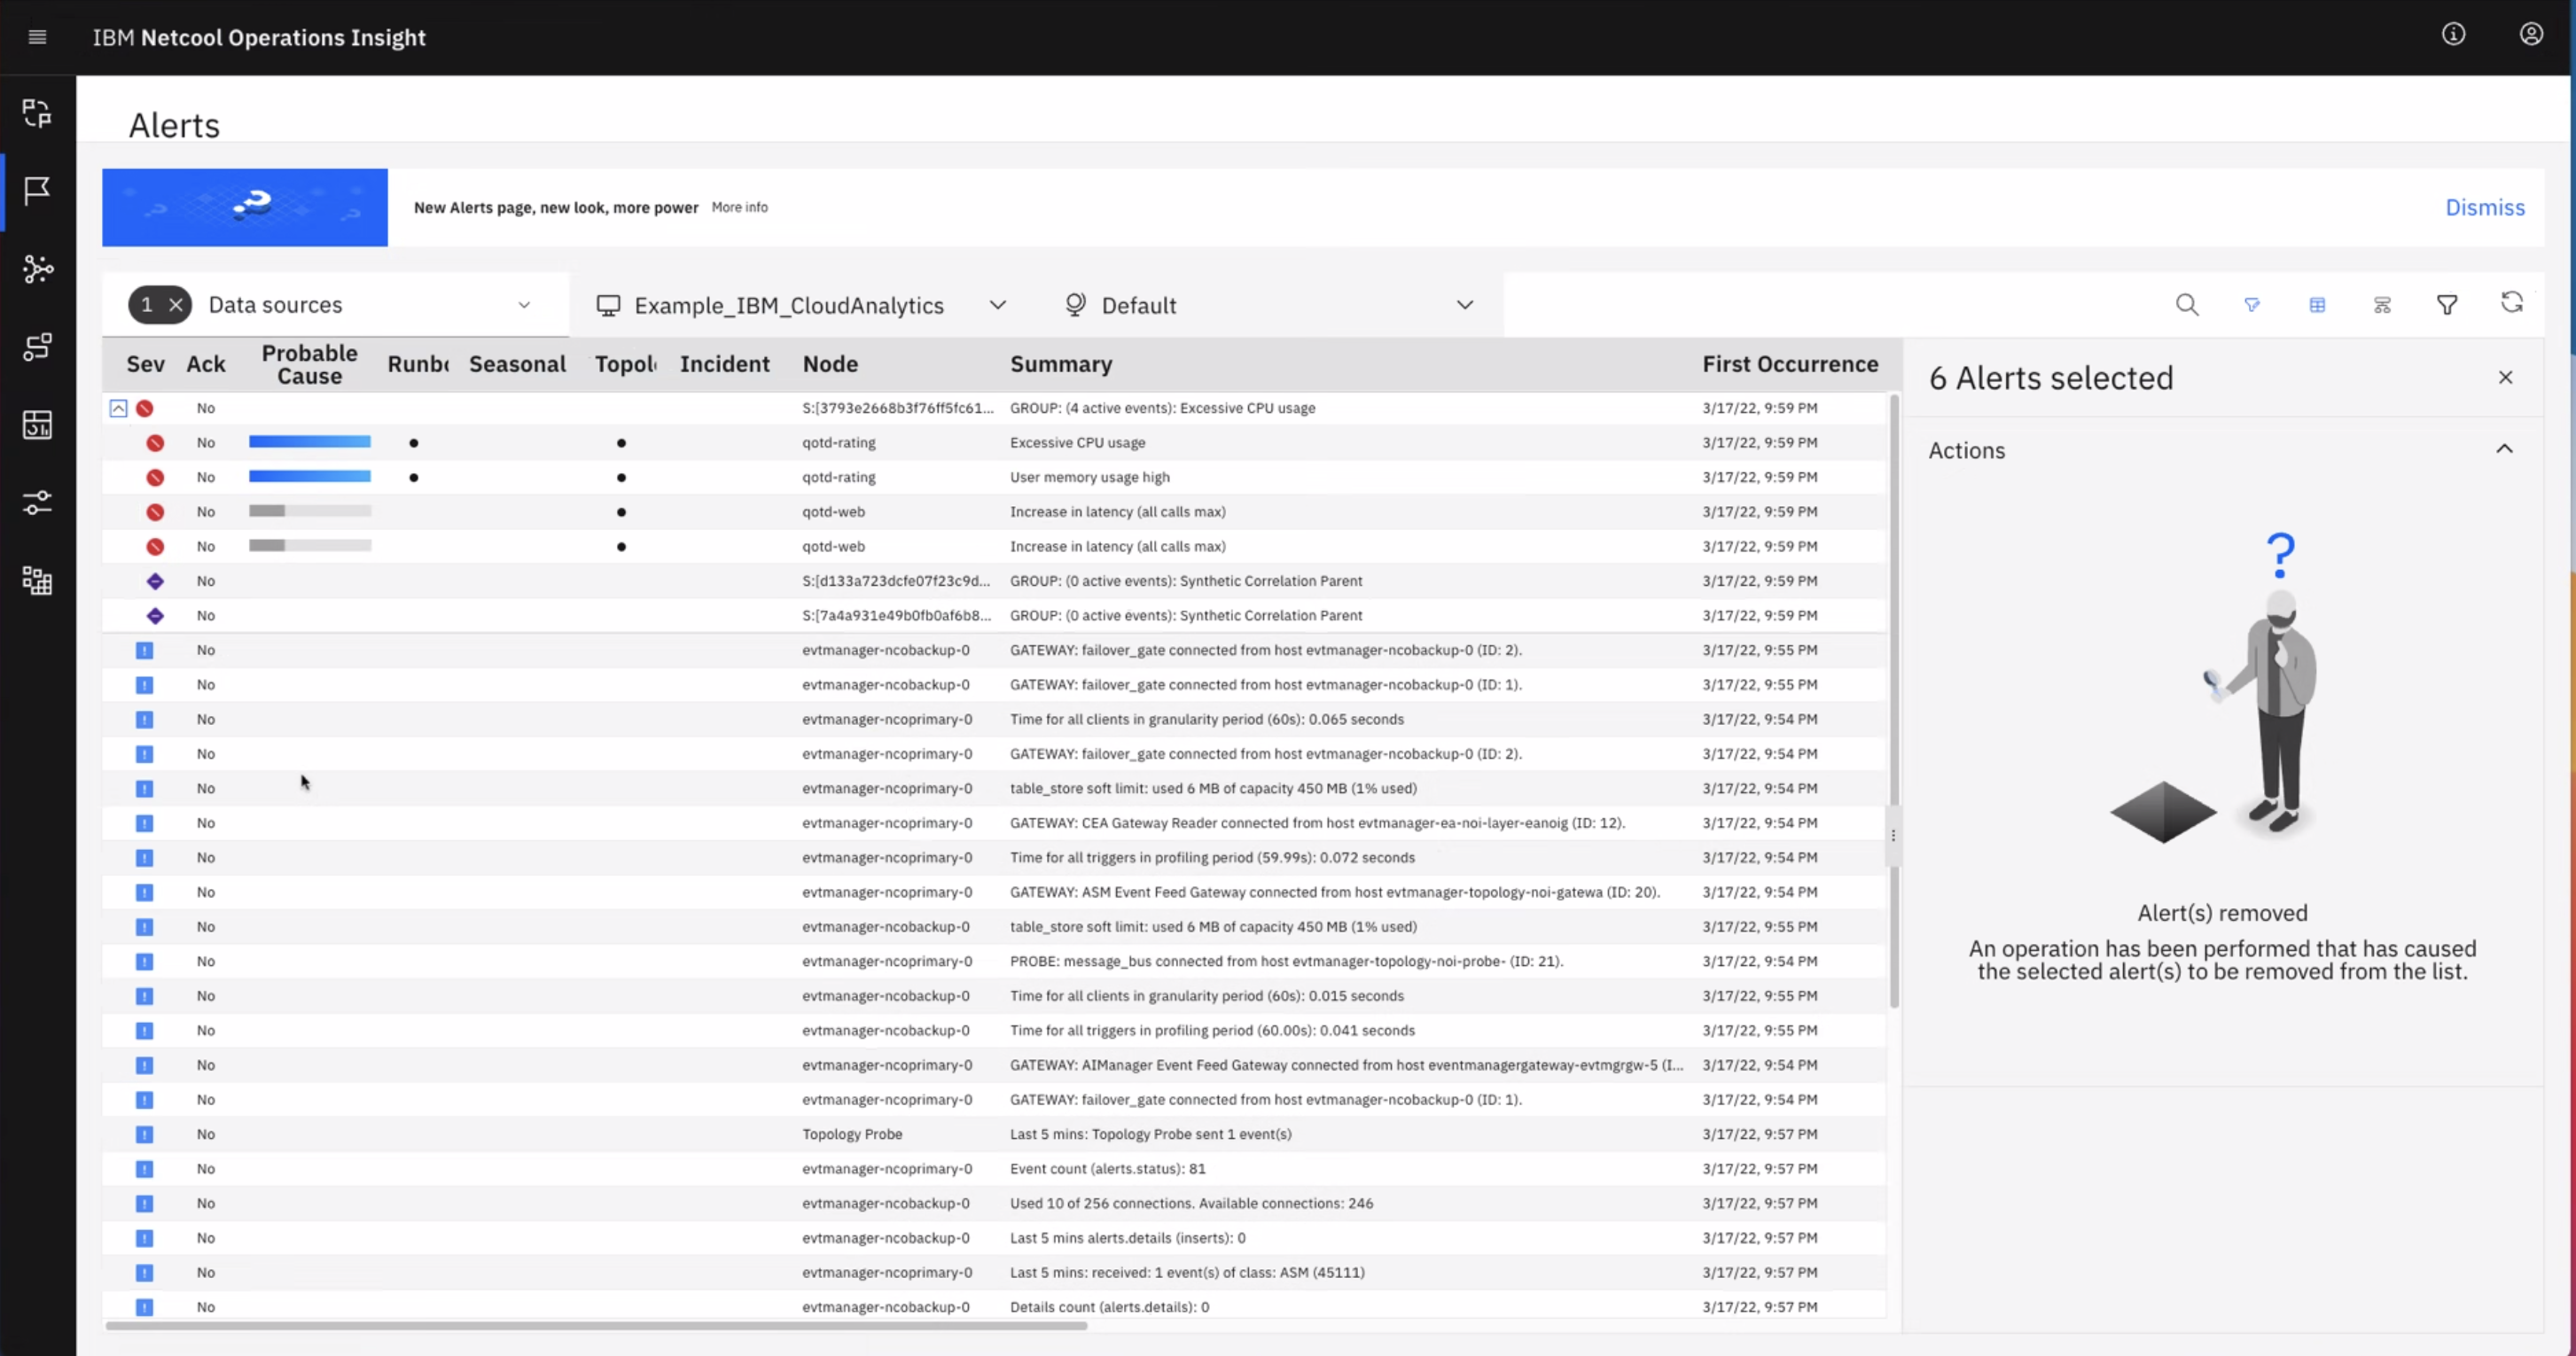 IBM Netcool Operations Insight
Alerts
New Alerts page, new look, more power More info
Dismiss
1 Data sources
Example_IBM_CloudAnalytics
Default
Sev Ack Probable Cause Runbo Seasonal Topol Incident Node Summary First Occurrence
No S:[3793e2668b3f76ff5fc61... GROUP: (4 active events): Excessive CPU usage 3/17/22, 9:59 PM
No qotd-rating Excessive CPU usage 3/17/22, 9:59 PM
No qotd-rating User memory usage high 3/17/22, 9:59 PM
No qotd-web Increase in latency (all calls max) 3/17/22, 9:59 PM
No qotd-web Increase in latency (all calls max) 3/17/22, 9:59 PM
No S:[d133a723dcfe07f23c9d... GROUP: (0 active events): Synthetic Correlation Parent 3/17/22, 9:59 PM
No S:[7a4a931e49b0fb0af6b8... GROUP: (0 active events): Synthetic Correlation Parent 3/17/22, 9:59 PM
No evtmanager-ncobackup-0 GATEWAY: failover_gate connected from host evtmanager-ncobackup-0 (ID: 2). 3/17/22, 9:55 PM
No evtmanager-ncobackup-0 GATEWAY: failover_gate connected from host evtmanager-ncobackup-0 (ID: 1). 3/17/22, 9:55 PM
No evtmanager-ncoprimary-0 Time for all clients in granularity period (60s): 0.065 seconds 3/17/22, 9:54 PM
No evtmanager-ncoprimary-0 GATEWAY: failover_gate connected from host evtmanager-ncobackup-0 (ID: 2). 3/17/22, 9:54 PM
No evtmanager-ncoprimary-0 table_store soft limit: used 6 MB of capacity 450 MB (1% used) 3/17/22, 9:54 PM
No evtmanager-ncoprimary-0 GATEWAY: CEA Gateway Reader connected from host evtmanager-ea-noi-layer-eanoig (ID: 12). 3/17/22, 9:54 PM
No evtmanager-ncoprimary-0 Time for all triggers in profiling period (59.99s): 0.072 seconds 3/17/22, 9:54 PM
No evtmanager-ncoprimary-0 GATEWAY: ASM Event Feed Gateway connected from host evtmanager-topology-noi-gatewa (ID: 20). 3/17/22, 9:54 PM
No evtmanager-ncobackup-0 table_store soft limit: used 6 MB of capacity 450 MB (1% used) 3/17/22, 9:55 PM
No evtmanager-ncoprimary-0 PROBE: message_bus connected from host evtmanager-topology-noi-probe- (ID: 21). 3/17/22, 9:54 PM
No evtmanager-ncobackup-0 Time for all clients in granularity period (60s): 0.015 seconds 3/17/22, 9:55 PM
No evtmanager-ncobackup-0 Time for all triggers in profiling period (60.00s): 0.041 seconds 3/17/22, 9:55 PM
No evtmanager-ncoprimary-0 GATEWAY: AIManager Event Feed Gateway connected from host eventmanagergateway-evtmgrgw-5 (I... 3/17/22, 9:54 PM
No evtmanager-ncoprimary-0 GATEWAY: failover_gate connected from host evtmanager-ncobackup-0 (ID: 1). 3/17/22, 9:54 PM
No Topology Probe Last 5 mins: Topology Probe sent 1 event(s) 3/17/22, 9:57 PM
No evtmanager-ncoprimary-0 Event count (alerts.status): 81 3/17/22, 9:57 PM
No evtmanager-ncobackup-0 Used 10 of 256 connections. Available connections: 246 3/17/22, 9:57 PM
No evtmanager-ncobackup-0 Last 5 mins alerts.details (inserts): 0 3/17/22, 9:57 PM
No evtmanager-ncoprimary-0 Last 5 mins: received: 1 event(s) of class: ASM (45111) 3/17/22, 9:57 PM
No evtmanager-ncobackup-0 Details count (alerts.details): 0 3/17/22, 9:57 PM
6 Alerts selected
Actions
?
Alert(s) removed
An operation has been performed that has caused
the selected alert(s) to be removed from the list.